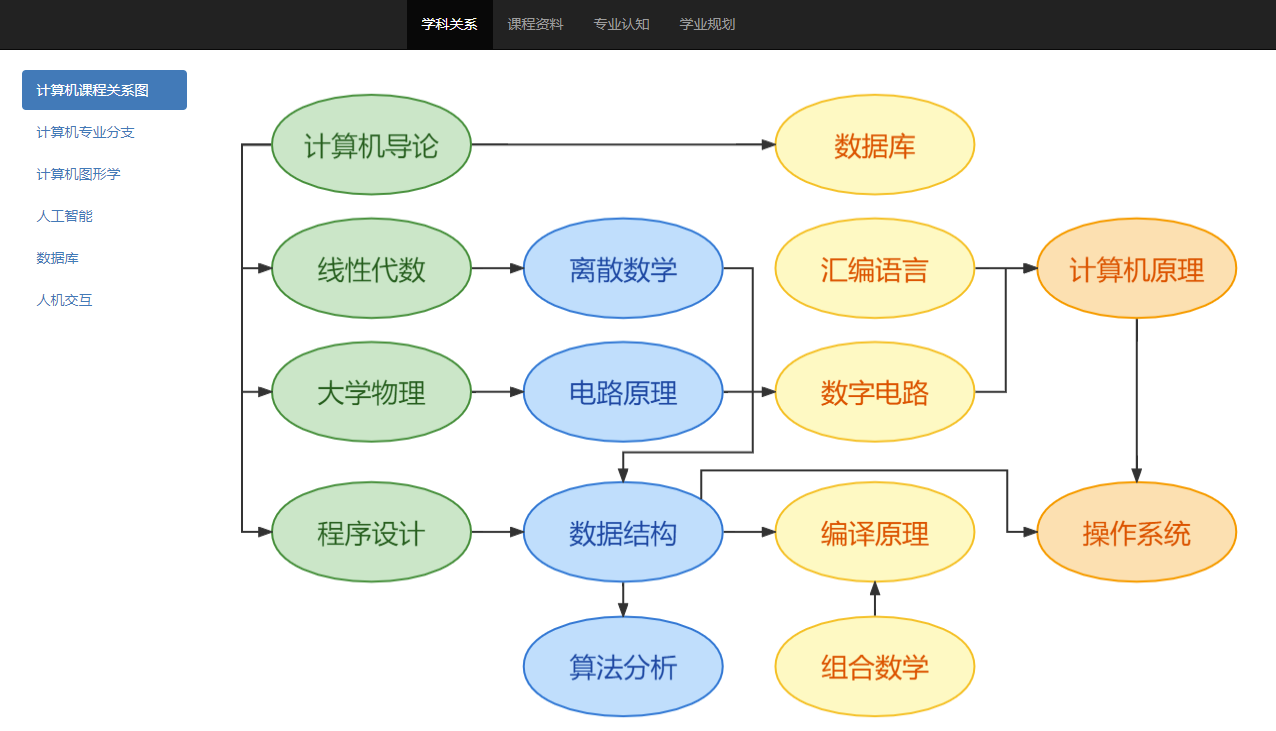 学科关系
课程资料
专业认知
学业规划
计算机课程关系图
计算机专业分支
计算机图形学
人工智能
数据库
人机交互
计算机导论
数据库
线性代数
离散数学
汇编语言
计算机原理
大学物理
电路原理
数字电路
程序设计
数据结构
编译原理
操作系统
算法分析
组合数学